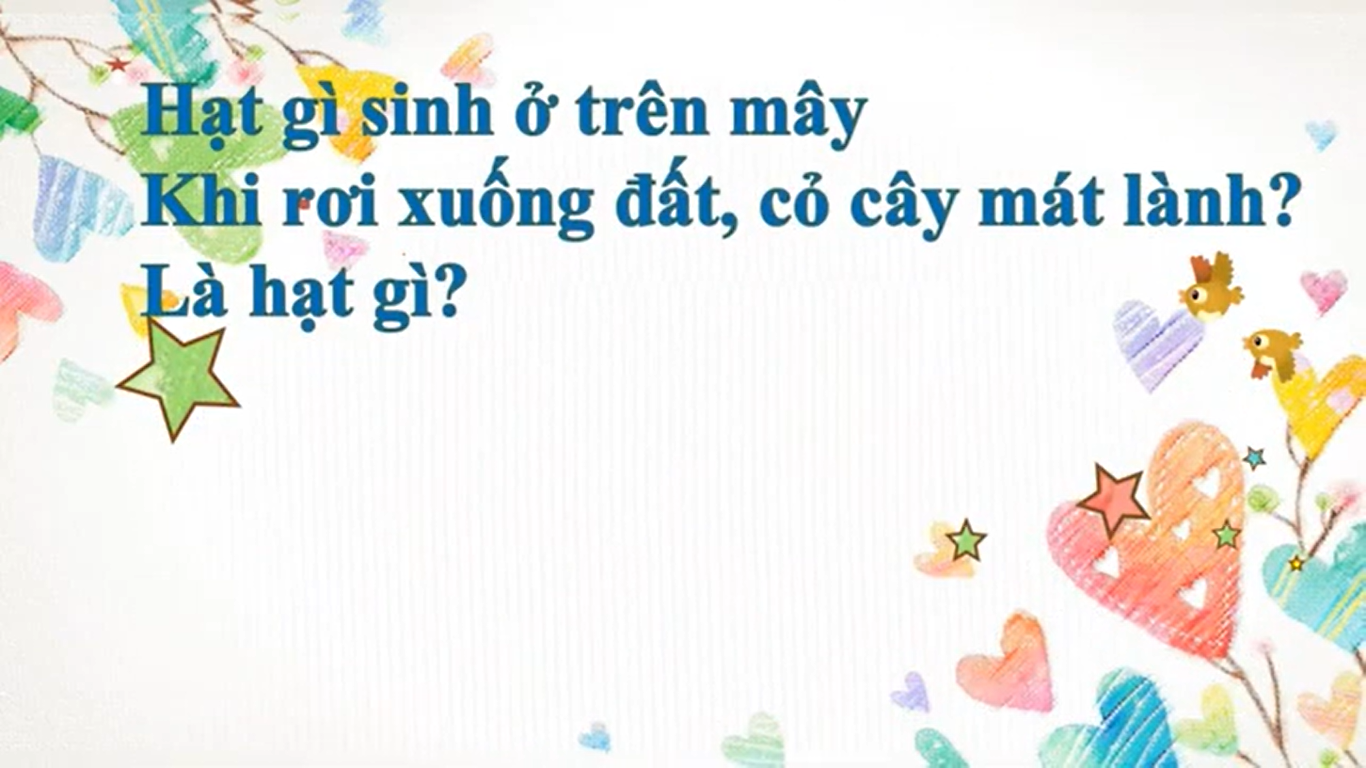 Hạt gì sinh ở trên mây
Khi rơi xuống đất, cỏ cây mát lành?
Là hạt gì?